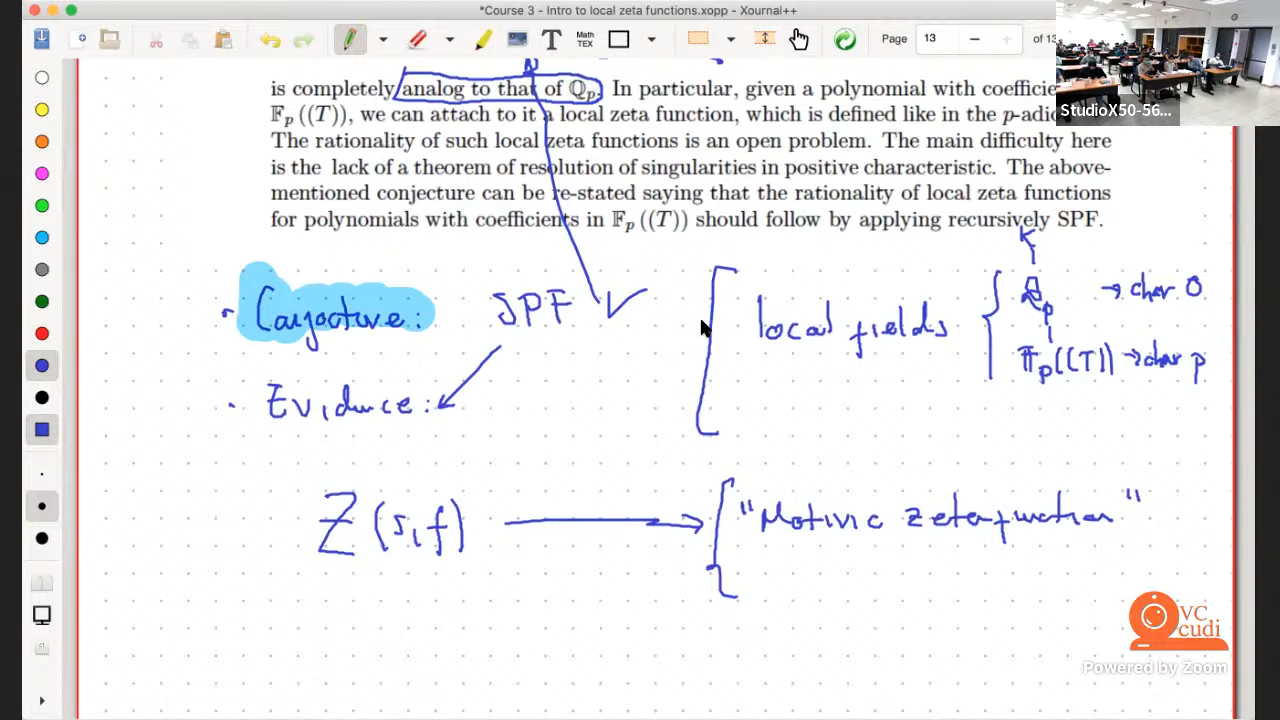 *Course 3 - Intro to local zeta functions.xopp - Xournal++
Math
TEX
Page 13 of 13
StudioX50-56...
is completely analog to that of ℚp. In particular, given a polynomial with coefficie
𝔽p ((T)), we can attach to it a local zeta function, which is defined like in the p-adic
The rationality of such local zeta functions is an open problem. The main difficulty here
is the lack of a theorem of resolution of singularities in positive characteristic. The above-
mentioned conjecture can be re-stated saying that the rationality of local zeta functions
for polynomials with coefficients in 𝔽p ((T)) should follow by applying recursively SPF.
K
Conjecture: SPF local fields ℚp → char 0
𝔽p((T)) → char p
Evidence:
Z(s,f) → "Motivic Zeta function"
VC
cudi
Powered by Zoom